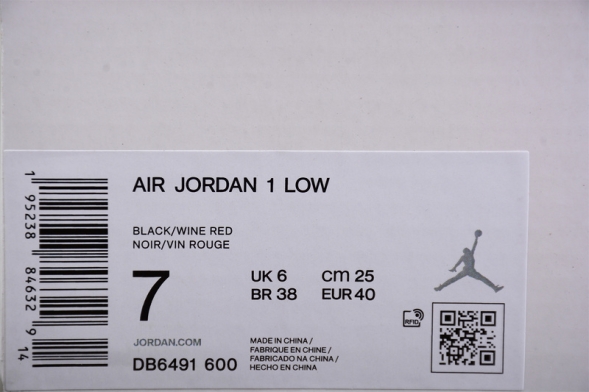 AIR JORDAN 1 LOW
BLACK/WINE RED
NOIR/VIN ROUGE
7
UK 6 cm 25
BR 38 EUR 40
RFID
JORDAN.COM
DB6491 600
MADE IN CHINA /
FABRIQUE EN CHINE /
FABRICADO NA CHINA /
HECHO EN CHINA
1 95238 84632 9 14